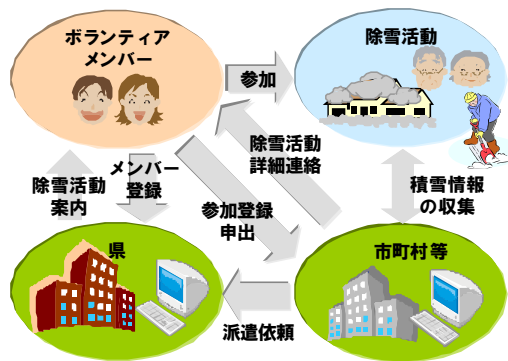 ボランティア
メンバー
参加
除雪活動
除雪活動
詳細連絡
メンバー
登録
除雪活動
案内
参加登録
申出
積雪情報
の収集
県
市町村等
派遣依頼